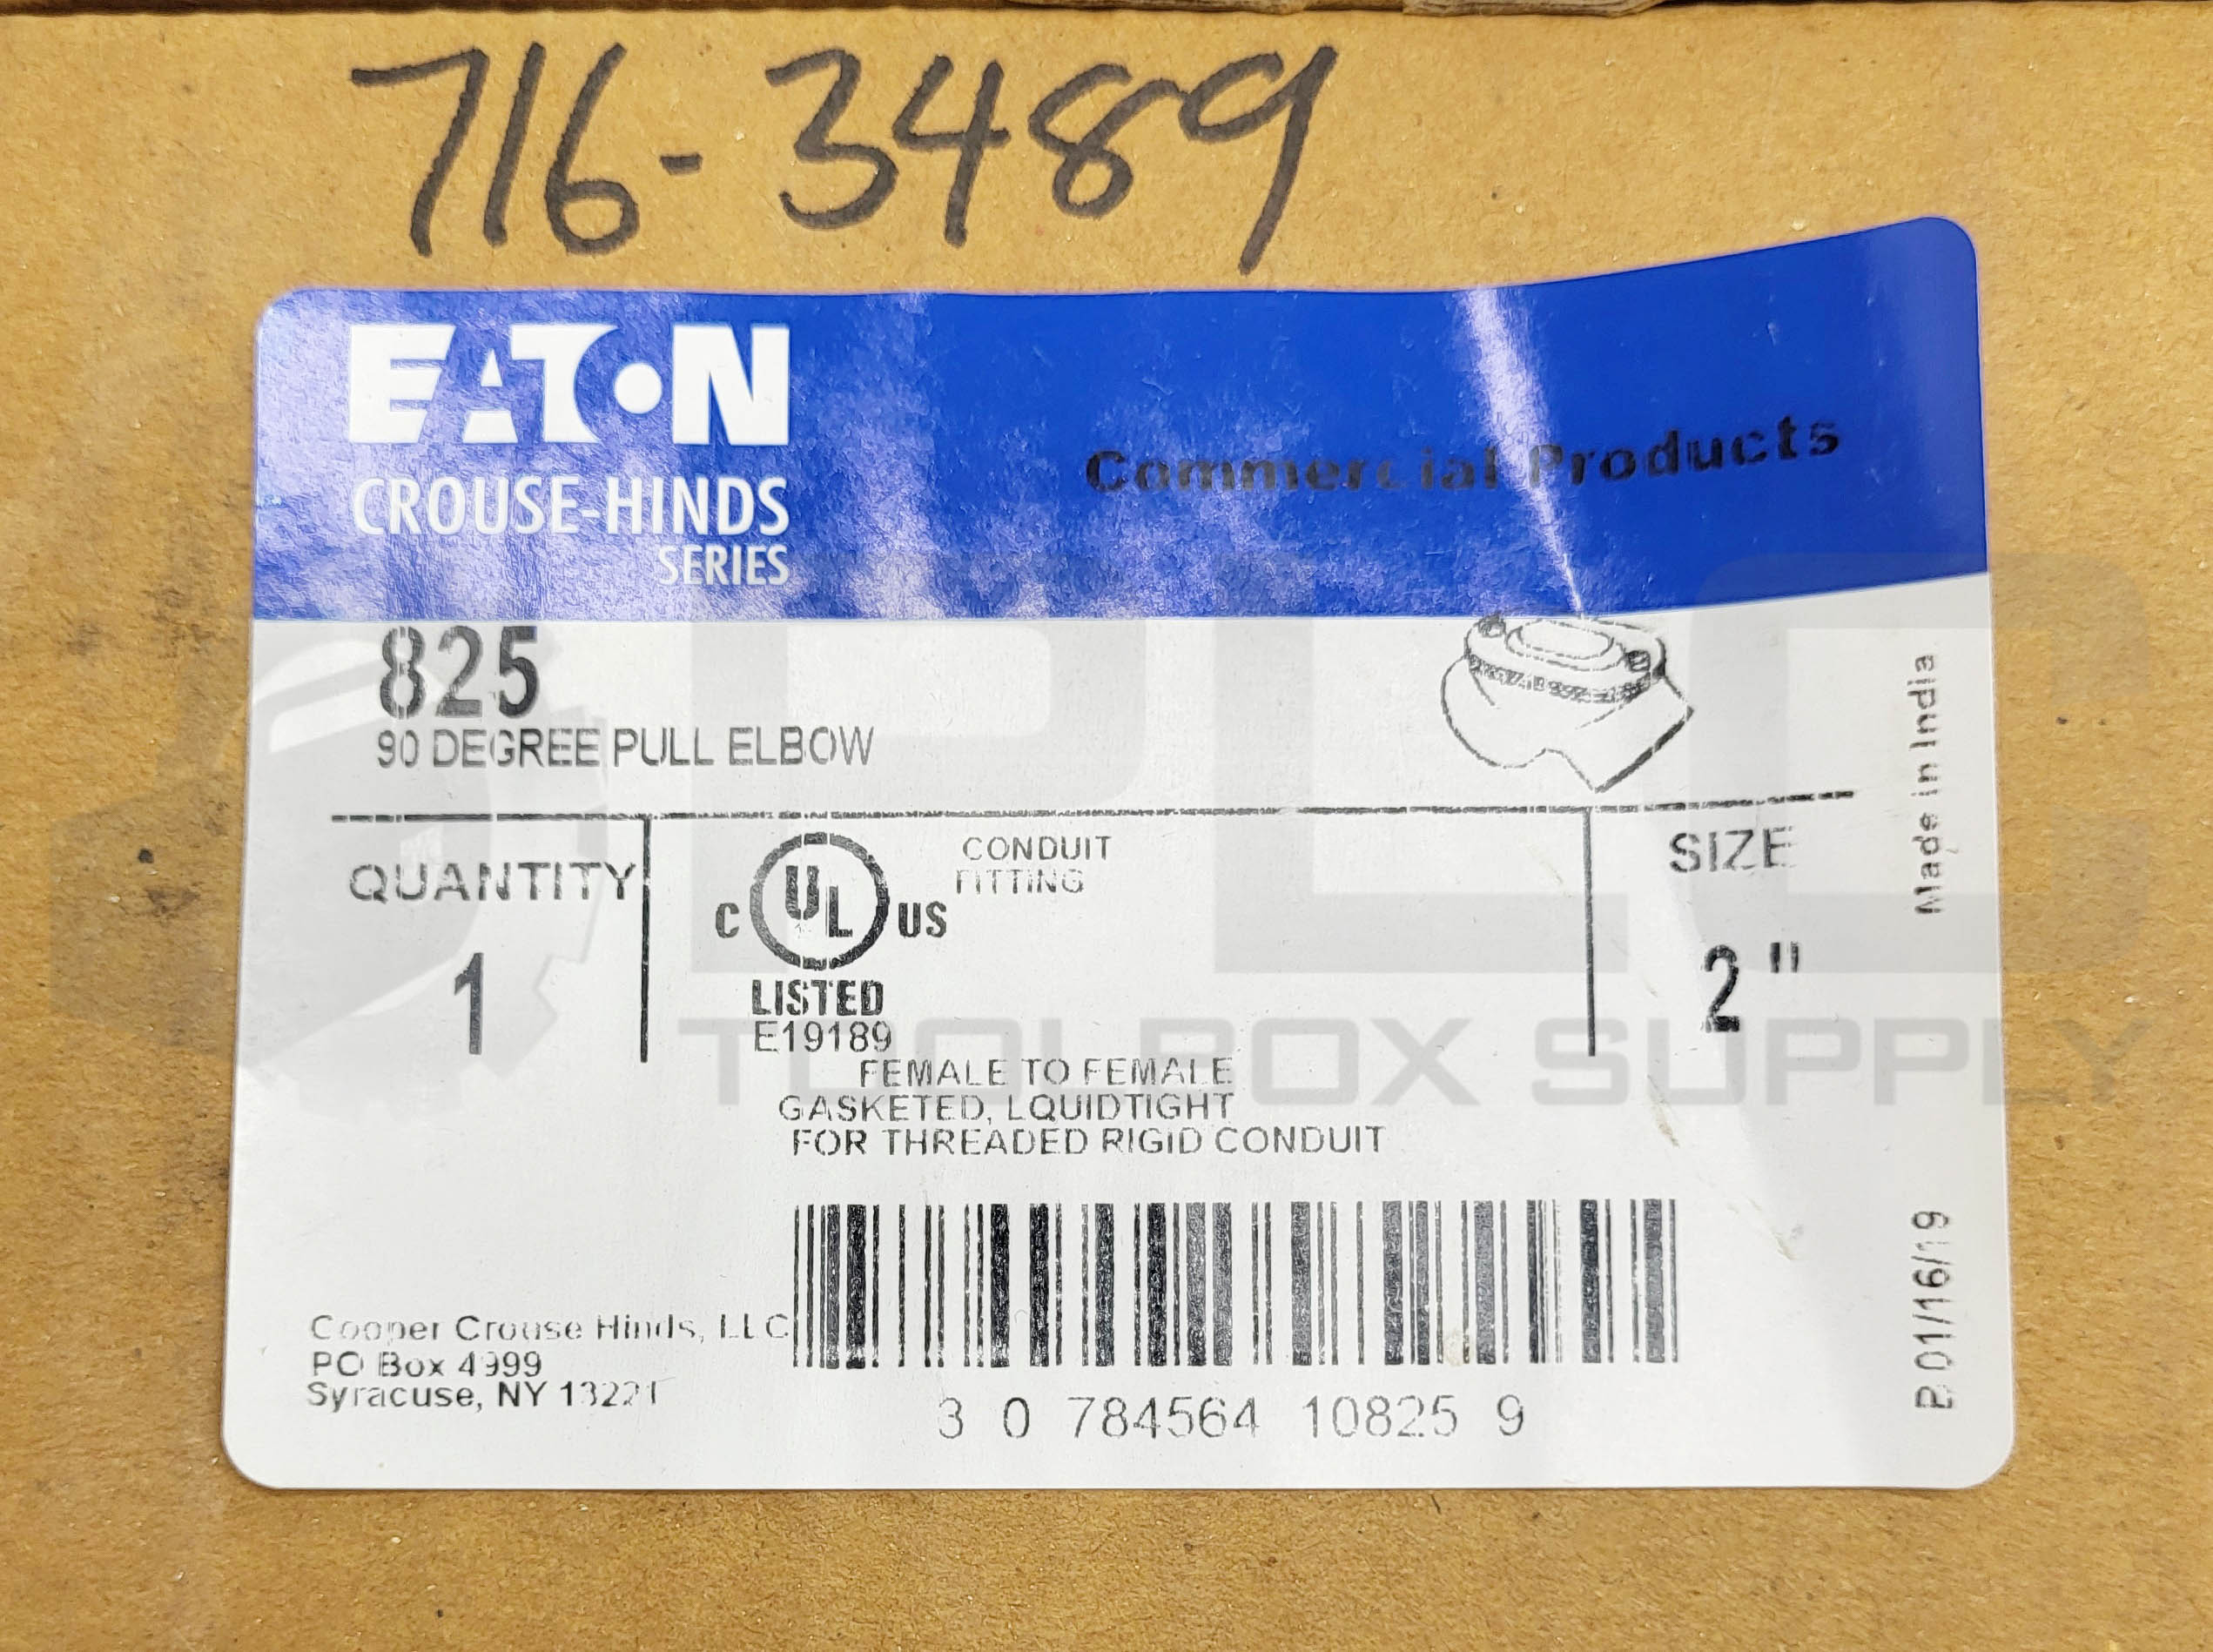 716-3489
EATON
CROUSE-HINDS
SERIES
Commercial Products
825
90 DEGREE PULL ELBOW
Made in India
QUANTITY
1
C UL US
LISTED
E19189
CONDUIT
FITTING
SIZE
2"
FEMALE TO FEMALE
GASKETED, LQUIDTIGHT
FOR THREADED RIGID CONDUIT
Cooper Crouse Hinds, LLC
PO Box 4999
Syracuse, NY 13221
3 0 784564 10825 9
P 01/16/19
PLC
TOOLBOX SUPPLY